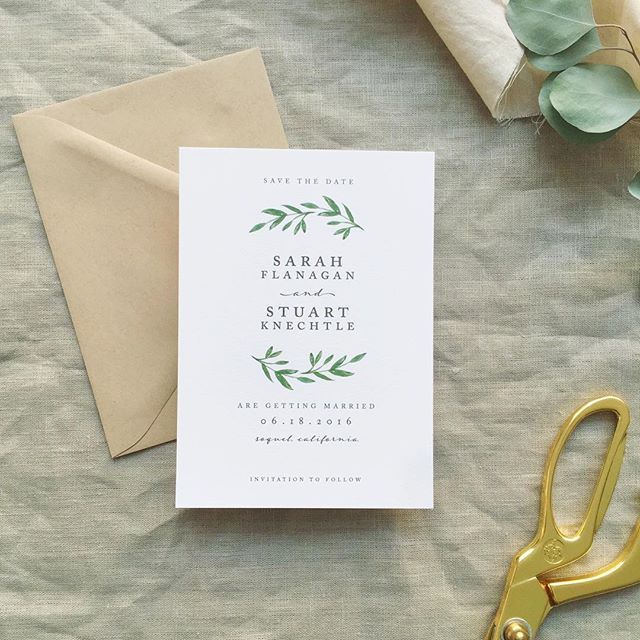 SAVE THE DATE
SARAH
FLANAGAN
and
STUART
KNECHTLE
ARE GETTING MARRIED
06.18.2016
soquel, california
INVITATION TO FOLLOW